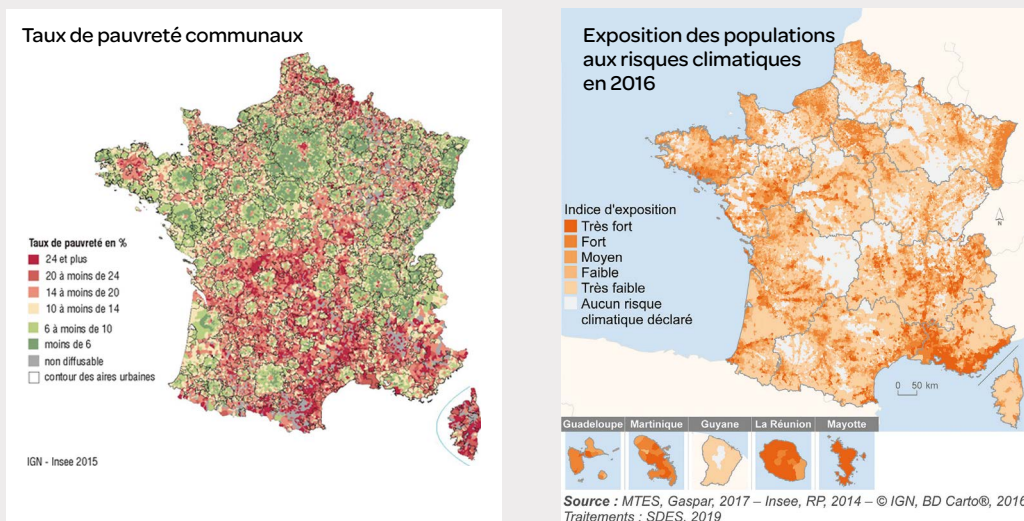 Taux de pauvreté communaux
Taux de pauvreté en %
24 et plus
20 à moins de 24
14 à moins de 20
10 à moins de 14
6 à moins de 10
moins de 6
non diffusable
contour des aires urbaines
IGN - Insee 2015
Exposition des populations
aux risques climatiques
en 2016
Indice d'exposition
Très fort
Fort
Moyen
Faible
Très faible
Aucun risque
climatique déclaré
N
0 50 km
Guadeloupe Martinique Guyane La Réunion Mayotte
Source : MTES, Gaspar, 2017 – Insee, RP, 2014 – © IGN, BD Carto®, 2016
Traitements : SDES, 2019